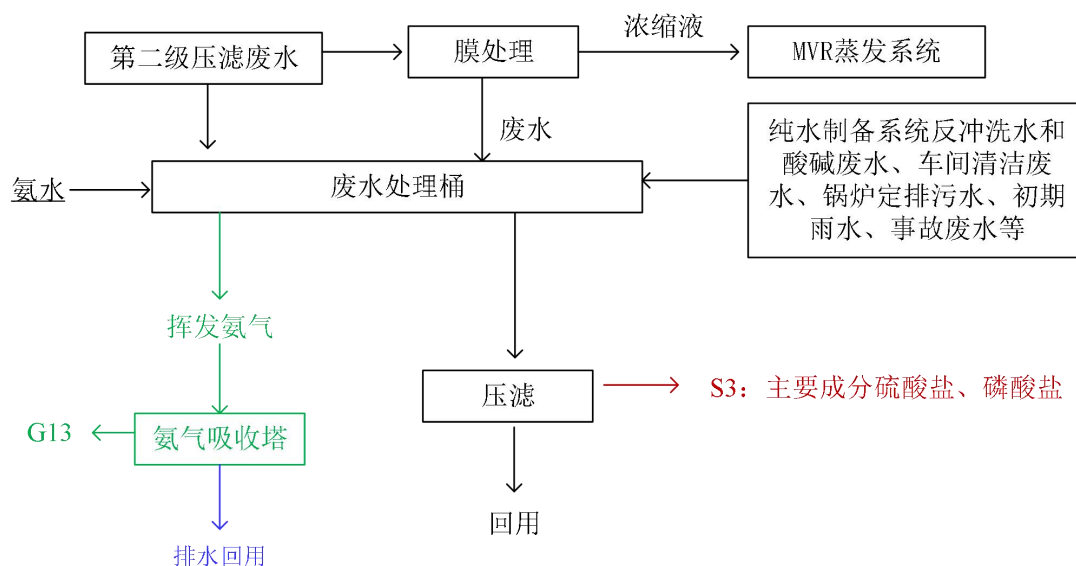 第二级压滤废水
膜处理
浓缩液
MVR蒸发系统
废水
纯水制备系统反冲洗水和
酸碱废水、车间清洁废
水、锅炉定排污水、初期
雨水、事故废水等
氨水
废水处理桶
挥发氨气
压滤
S3：主要成分硫酸盐、磷酸盐
G13
氨气吸收塔
回用
排水回用